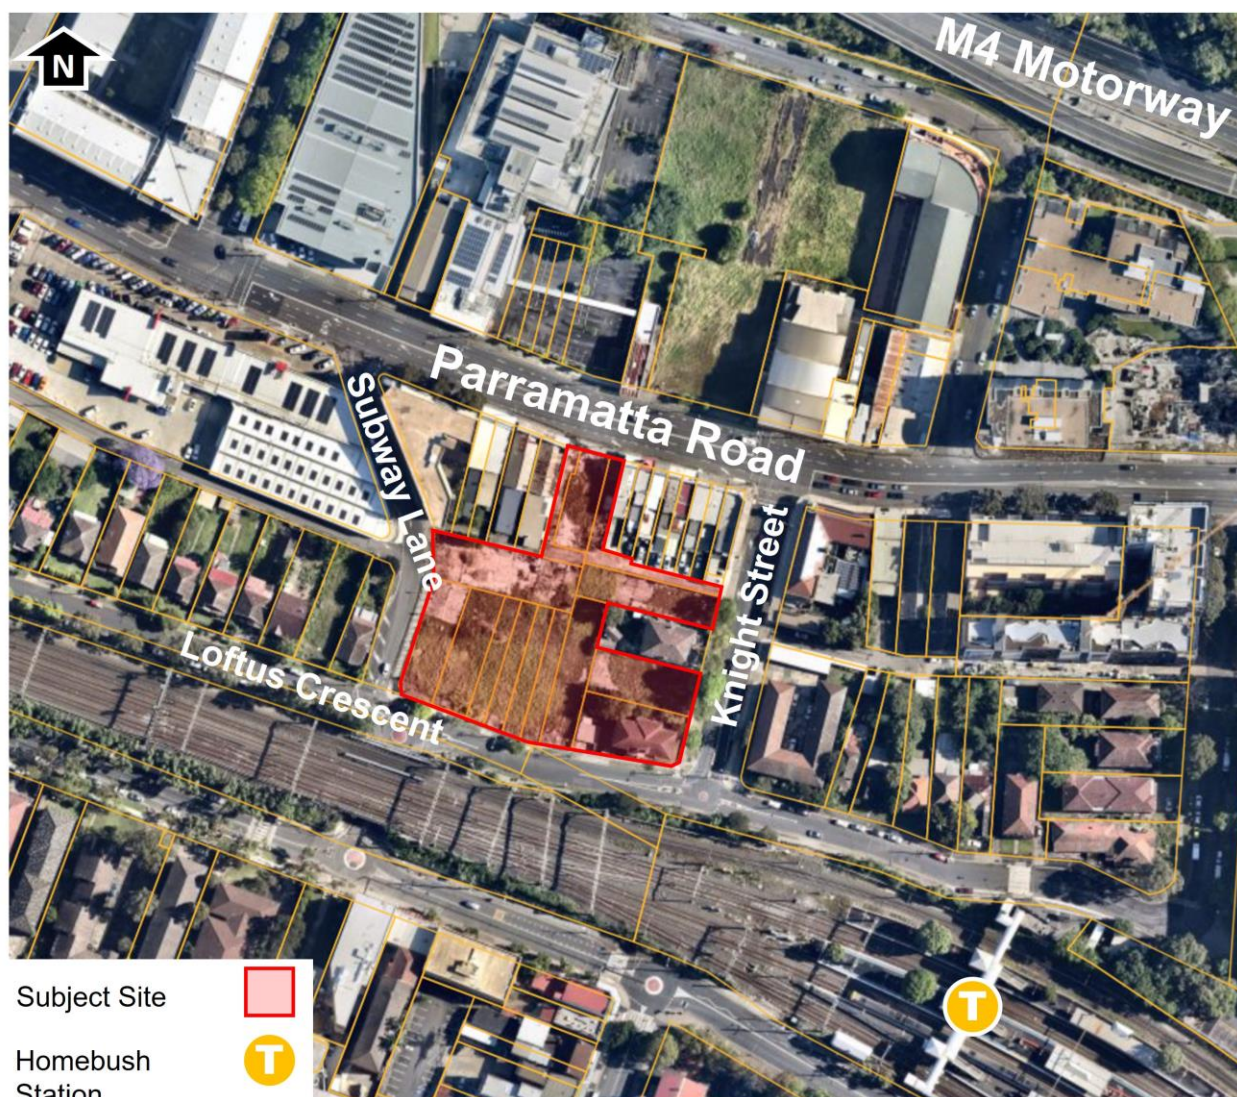 M4 Motorway
N
Parramatta Road
Subway Lane
Knight Street
Loftus Crescent
T
Subject Site
Homebush
T
Station